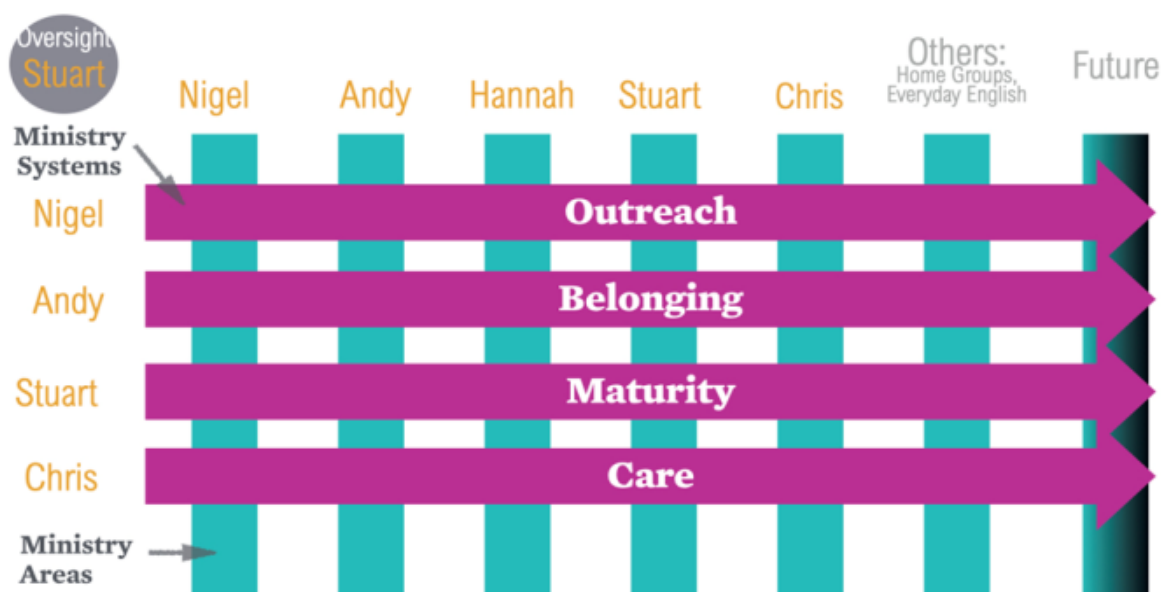 Oversight
Stuart
Nigel
Andy
Hannah
Stuart
Chris
Others:
Home Groups,
Everyday English
Future
Ministry
Systems
Nigel
Outreach
Andy
Belonging
Stuart
Maturity
Chris
Care
Ministry
Areas